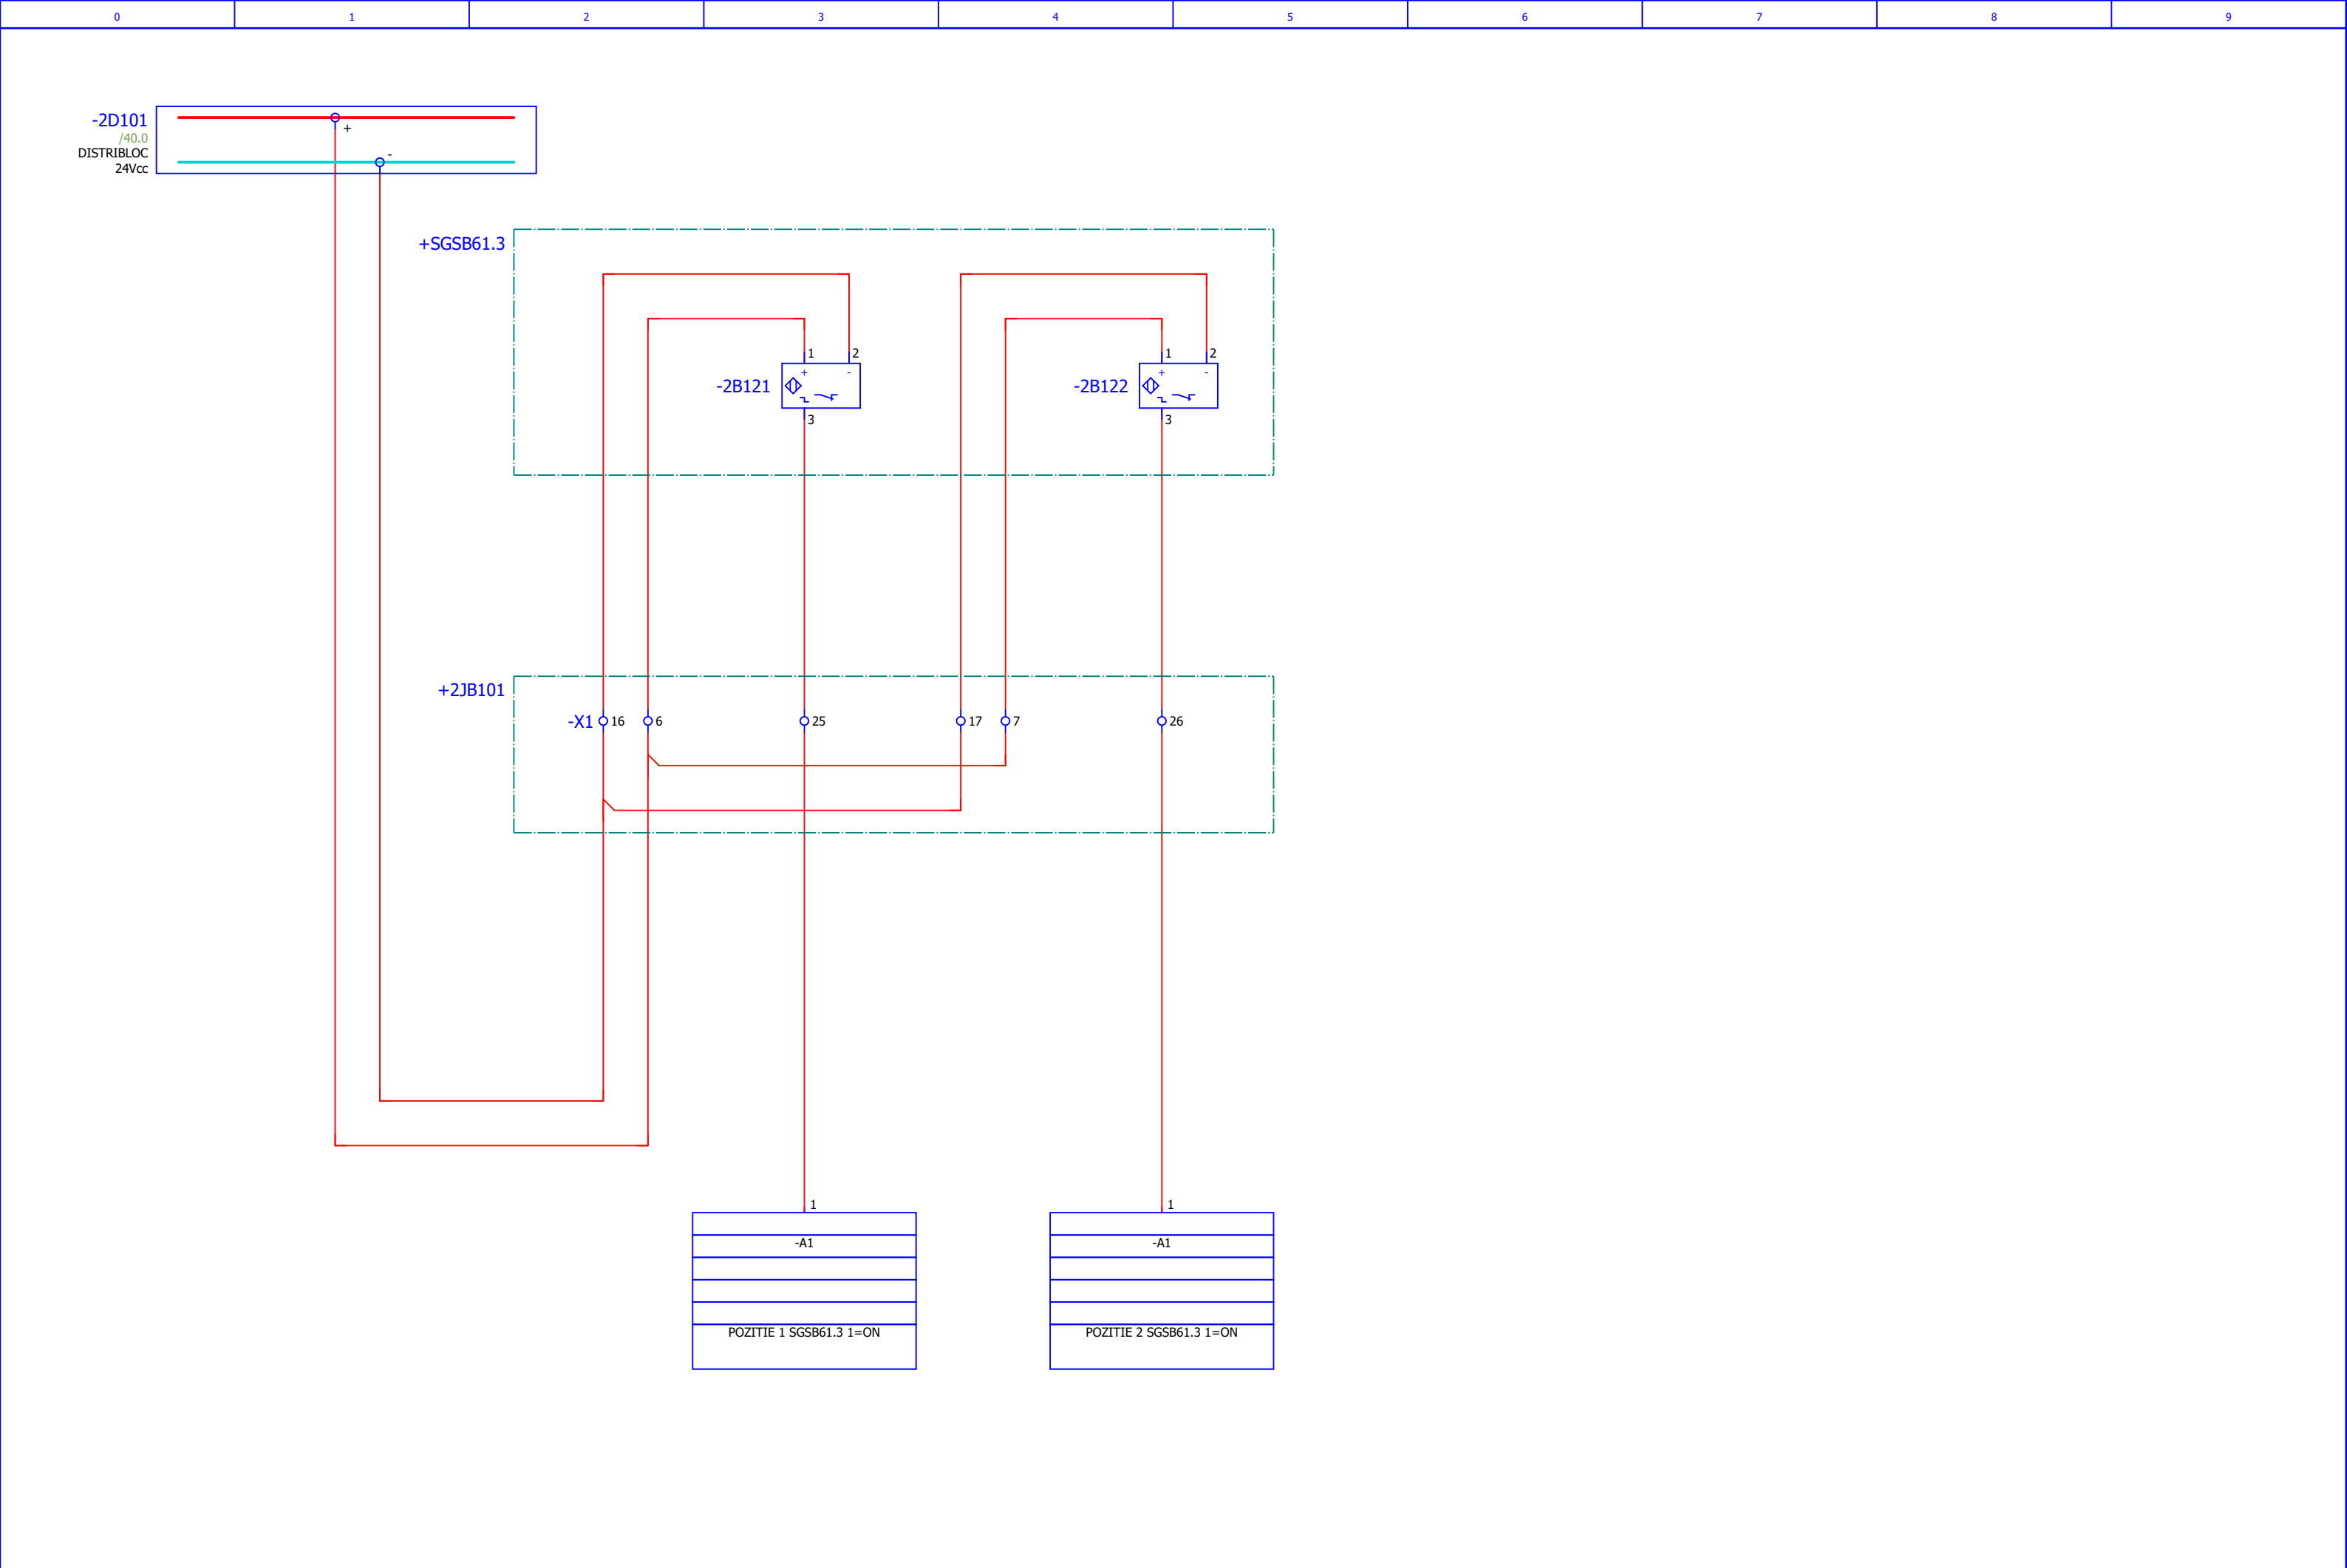 0 1 2 3 4 5 6 7 8 9
-2D101
/40.0
DISTRIBLOC
24Vcc
+
-
+SGSB61.3
1 2 1 2
+ - + -
-2B121 -2B122
3 3
+2JB101
-X1 16 6 25 17 7 26
1 1
-A1 -A1
POZITIE 1 SGSB61.3 1=ON POZITIE 2 SGSB61.3 1=ON